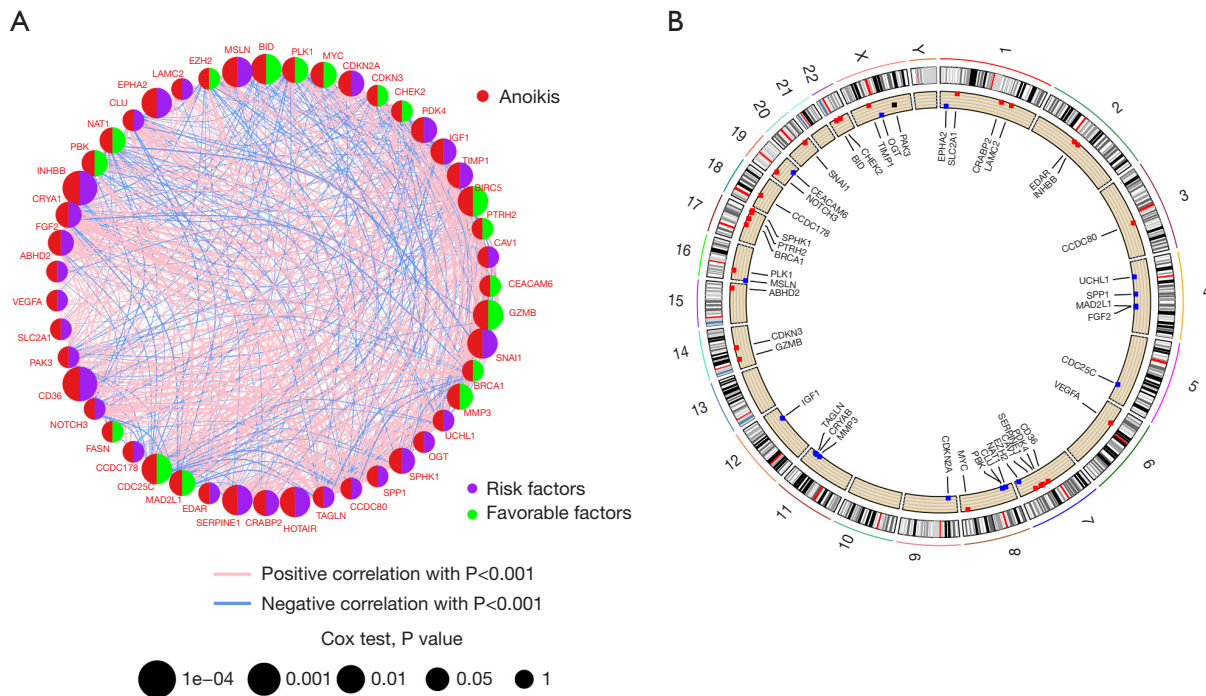 A
B
EZH2
MSLN
BID
PLK1
MYC
CDKN2A
CDKN3
CHEK2
PDK4
IGF1
TIMP1
BIRC5
PTRH2
CAV1
CEACAM6
GZMB
SNAI1
BRCA1
MMP3
UCHL1
OGT
SPHK1
SPP1
CCDC80
TAGLN
HOTAIR
CRABP2
SERPINE1
EDAR
MAD2L1
CDC25C
CCDC178
FASN
NOTCH3
CD36
PAK3
SLC2A1
VEGFA
ABHD2
FGF2
CRYA1
INHBB
PBK
NAT1
CLU
EPHA2
LAMC2
Anoikis
Risk factors
Favorable factors
Positive correlation with P<0.001
Negative correlation with P<0.001
Cox test, P value
1e−04
0.001
0.01
0.05
1
1
2
3
4
5
6
7
8
9
10
11
12
13
14
15
16
17
18
19
20
21
22
X
Y
EPHA2
SLC2A1
CRABP2
LAMC2
EDAR
INHBB
CCDC80
UCHL1
SPP1
MAD2L1
FGF2
CDC25C
VEGFA
CD36
PDK4
SERPINE1
CAV1
EZH2
NAT1
CLU
PBK
MYC
CDKN2A
MMP3
CRYAB
TAGLN
IGF1
GZMB
CDKN3
ABHD2
MSLN
PLK1
BRCA1
PTRH2
SPHK1
CCDC178
NOTCH3
CEACAM6
SNAI1
BID
CHEK2
TIMP1
OGT
PAK3